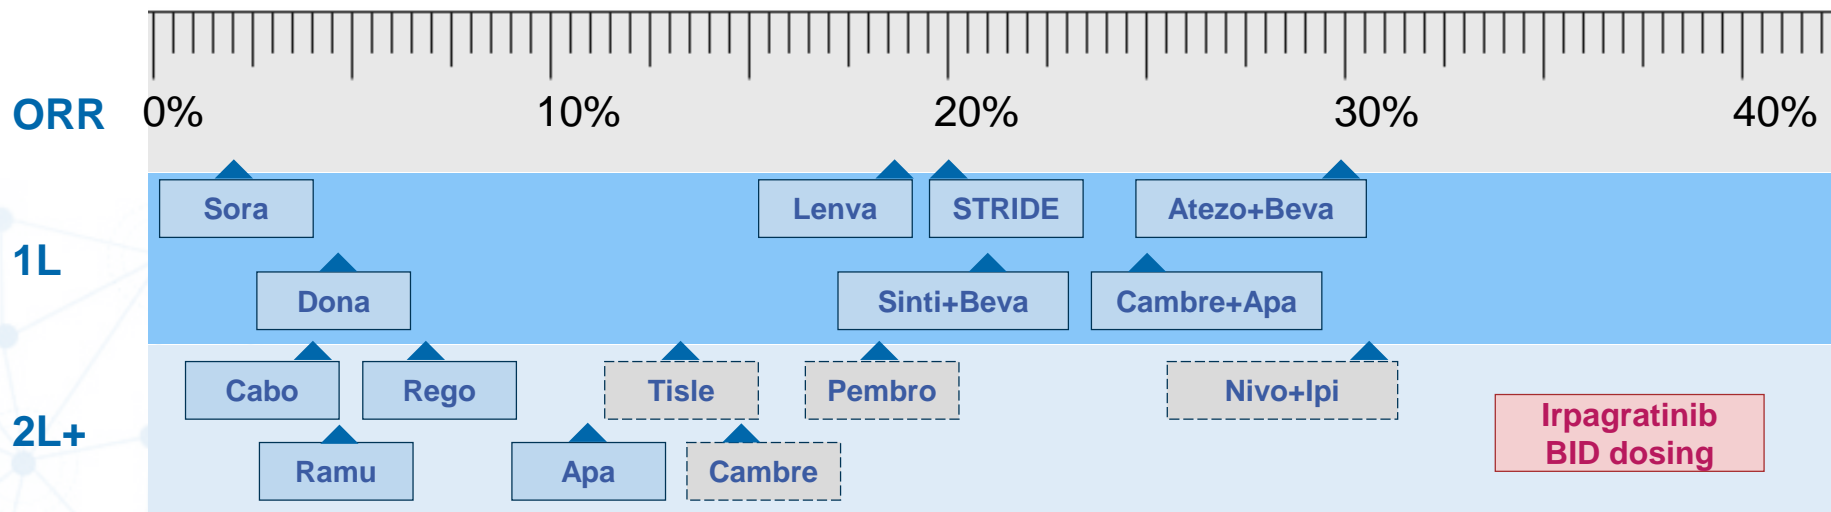 ORR 0% 10% 20% 30% 40%
1L
Sora Lenva STRIDE Atezo+Beva
Dona Sinti+Beva Cambre+Apa
2L+
Cabo Rego Tisle Pembro Nivo+Ipi
Ramu Apa Cambre
Irpagratinib
BID dosing